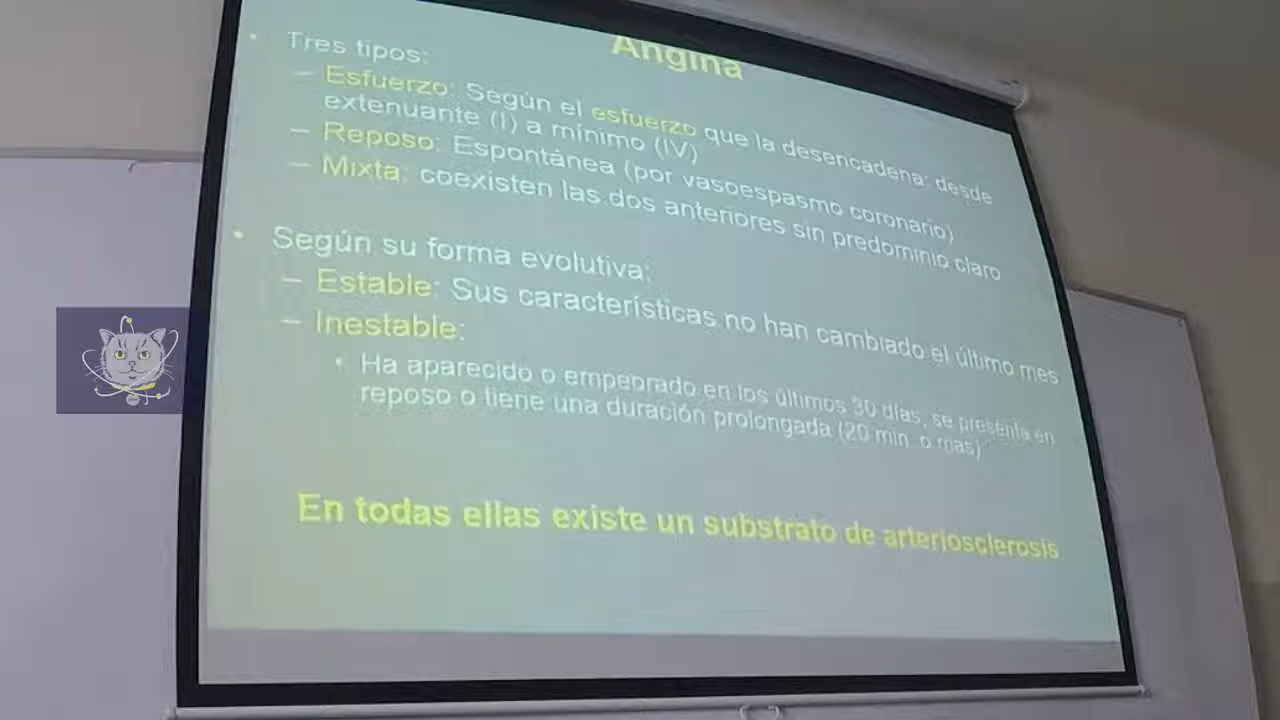 Angina
• Tres tipos:
– Esfuerzo: Según el esfuerzo que la desencadena: desde
extenuante (I) a mínimo (IV)
– Reposo: Espontánea (por vasoespasmo coronario)
– Mixta: coexisten las dos anteriores sin predominio claro
• Según su forma evolutiva:
– Estable: Sus características no han cambiado el último mes
– Inestable:
• Ha aparecido o empeorado en los últimos 30 días, se presenta en
reposo o tiene una duración prolongada (20 min. o mas)
En todas ellas existe un substrato de arteriosclerosis